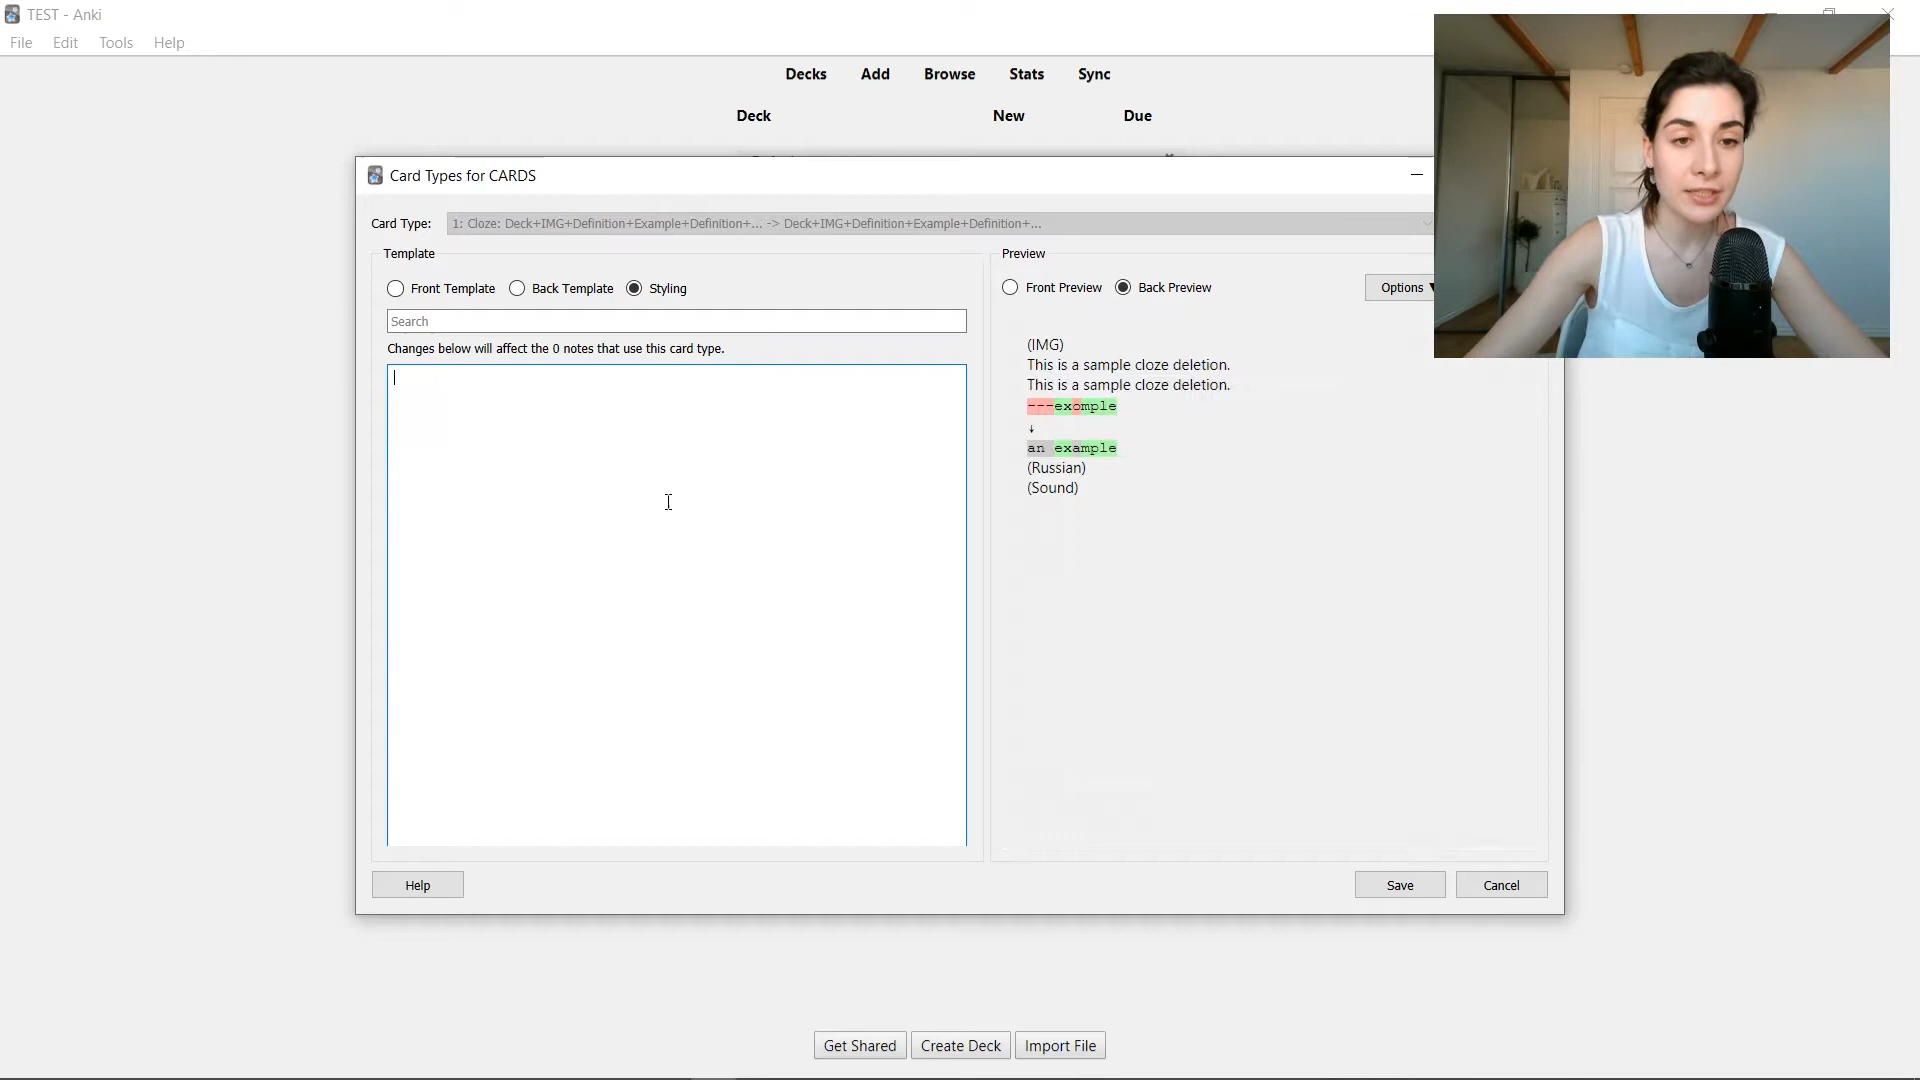 TEST - Anki
File Edit Tools Help
Decks Add Browse Stats Sync
Deck New Due
Card Types for CARDS
Card Type: 1: Cloze: Deck+IMG+Definition+Example+Definition+... -> Deck+IMG+Definition+Example+Definition+...
Template
Front Template Back Template Styling
Search
Changes below will affect the 0 notes that use this card type.
Preview
Front Preview Back Preview Options ▼
(IMG)
This is a sample cloze deletion.
This is a sample cloze deletion.
---exomple
↓
an example
(Russian)
(Sound)
Help Save Cancel
Get Shared Create Deck Import File